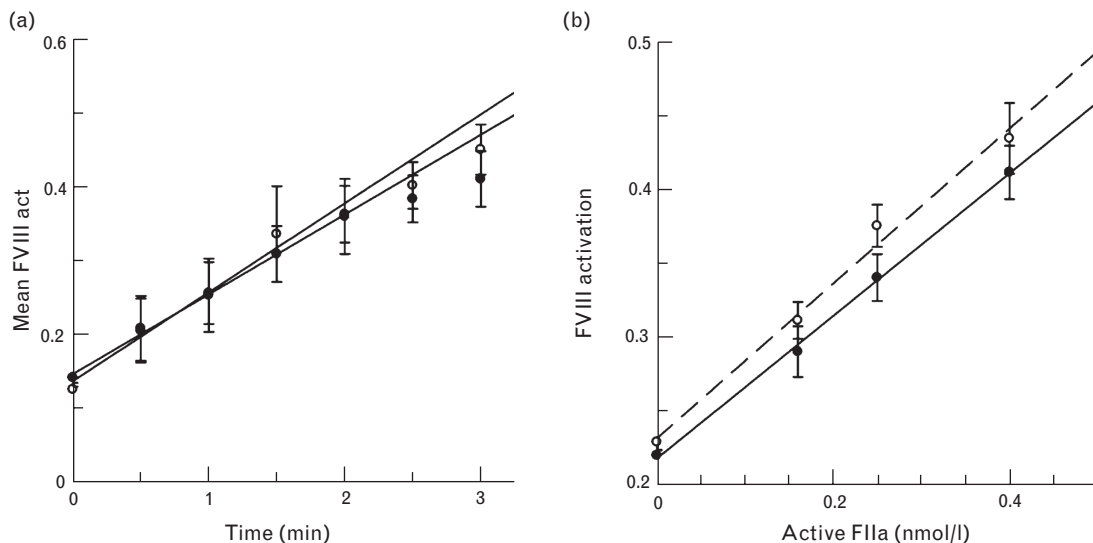 (a)
0.6
0.4
0.2
0
Mean FVIII act
0
1
2
3
Time (min)
(b)
0.5
0.4
0.3
0.2
FVIII activation
0
0.2
0.4
Active FIIa (nmol/l)